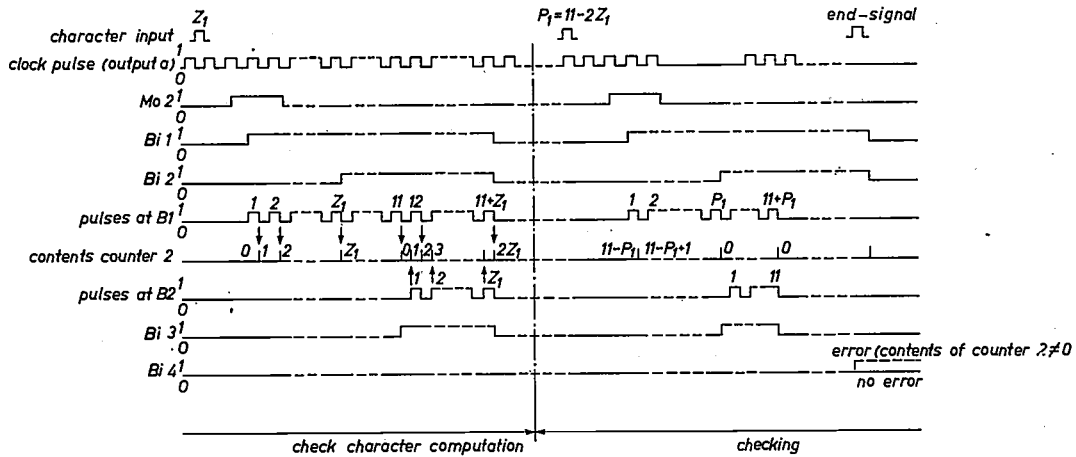 Z1 P1=11-2Z1 end-signal
character input
clock pulse (output a) 1 0
Mo 2 1 0
Bi 1 1 0
Bi 2 1 0
1 2 Z1 11 12 11+Z1 1 2 P1 11+P1
pulses at B1 1 0
contents counter 2 0 1 2 Z1 0 1 2 3 2Z1 11-P1 11-P1+1 0 0
1 2 Z1 1 11
pulses at B2 1 0
Bi 3 1 0
error (contents of counter 2≠0
Bi 4 1 0
no error
check character computation checking